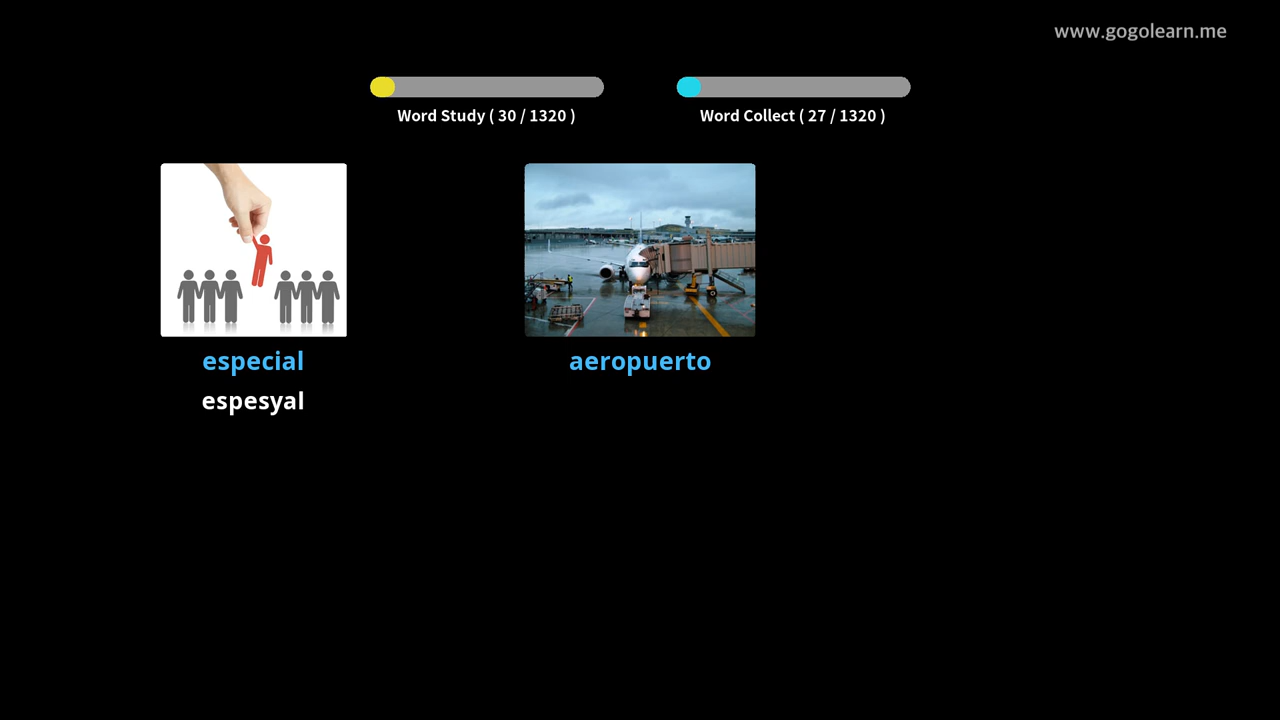 www.gogolearn.me
Word Study ( 30 / 1320 )
Word Collect ( 27 / 1320 )
especial
espesyal
aeropuerto